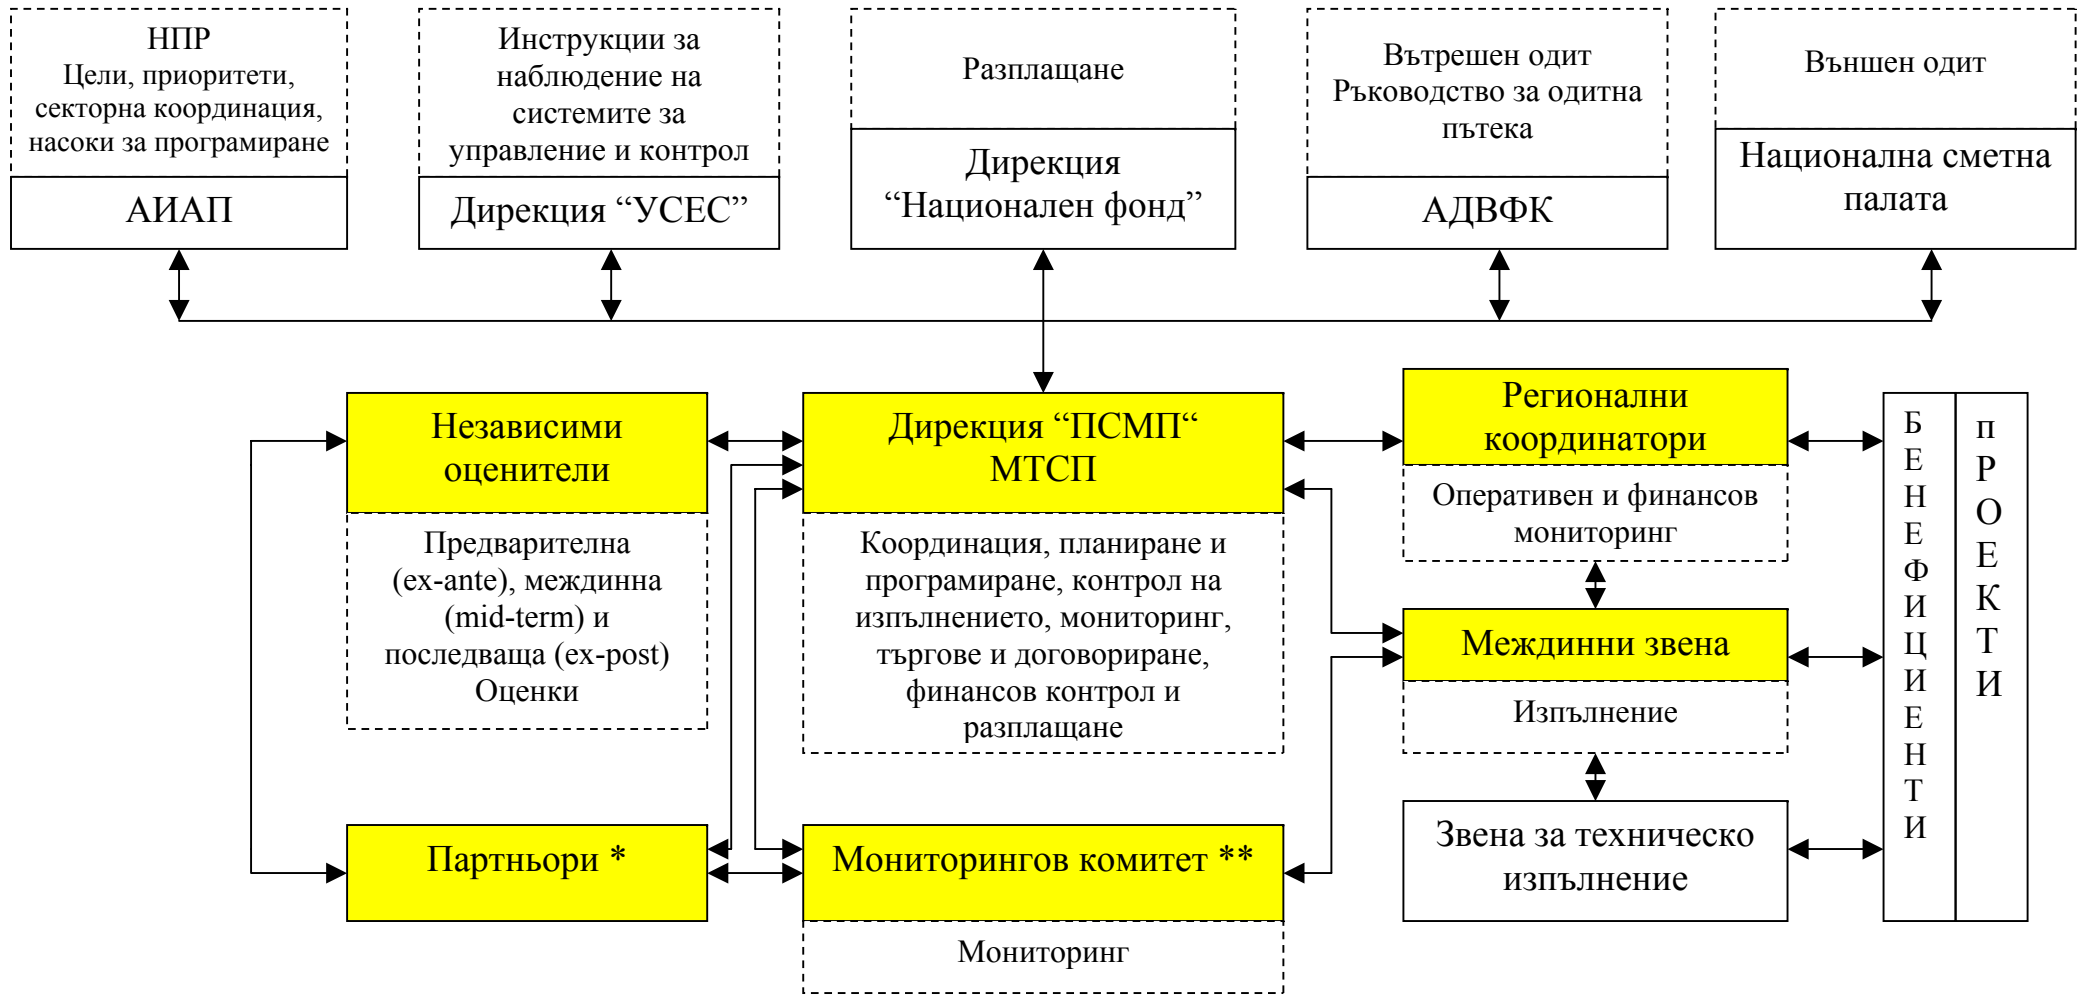 НПР
Цели, приоритети,
секторна координация,
насоки за програмиране
АИАП
Инструкции за
наблюдение на
системите за
управление и контрол
Дирекция “УСЕС”
Разплащане
Дирекция
“Национален фонд”
Вътрешен одит
Ръководство за одитна
пътека
АДВФК
Външен одит
Национална сметна
палата
Независими
оценители
Предварителна
(ex-ante), междинна
(mid-term) и
последваща (ex-post)
Оценки
Дирекция “ПСМП“
МТСП
Координация, планиране и
програмиране, контрол на
изпълнението, мониторинг,
търгове и договориране,
финансов контрол и
разплащане
Регионални
координатори
Оперативен и финансов
мониторинг
Междинни звена
Изпълнение
Звена за техническо
изпълнение
Партньори *
Мониторингов комитет **
Мониторинг
БЕНЕФИЦИЕНТИ
пРОЕКТИ